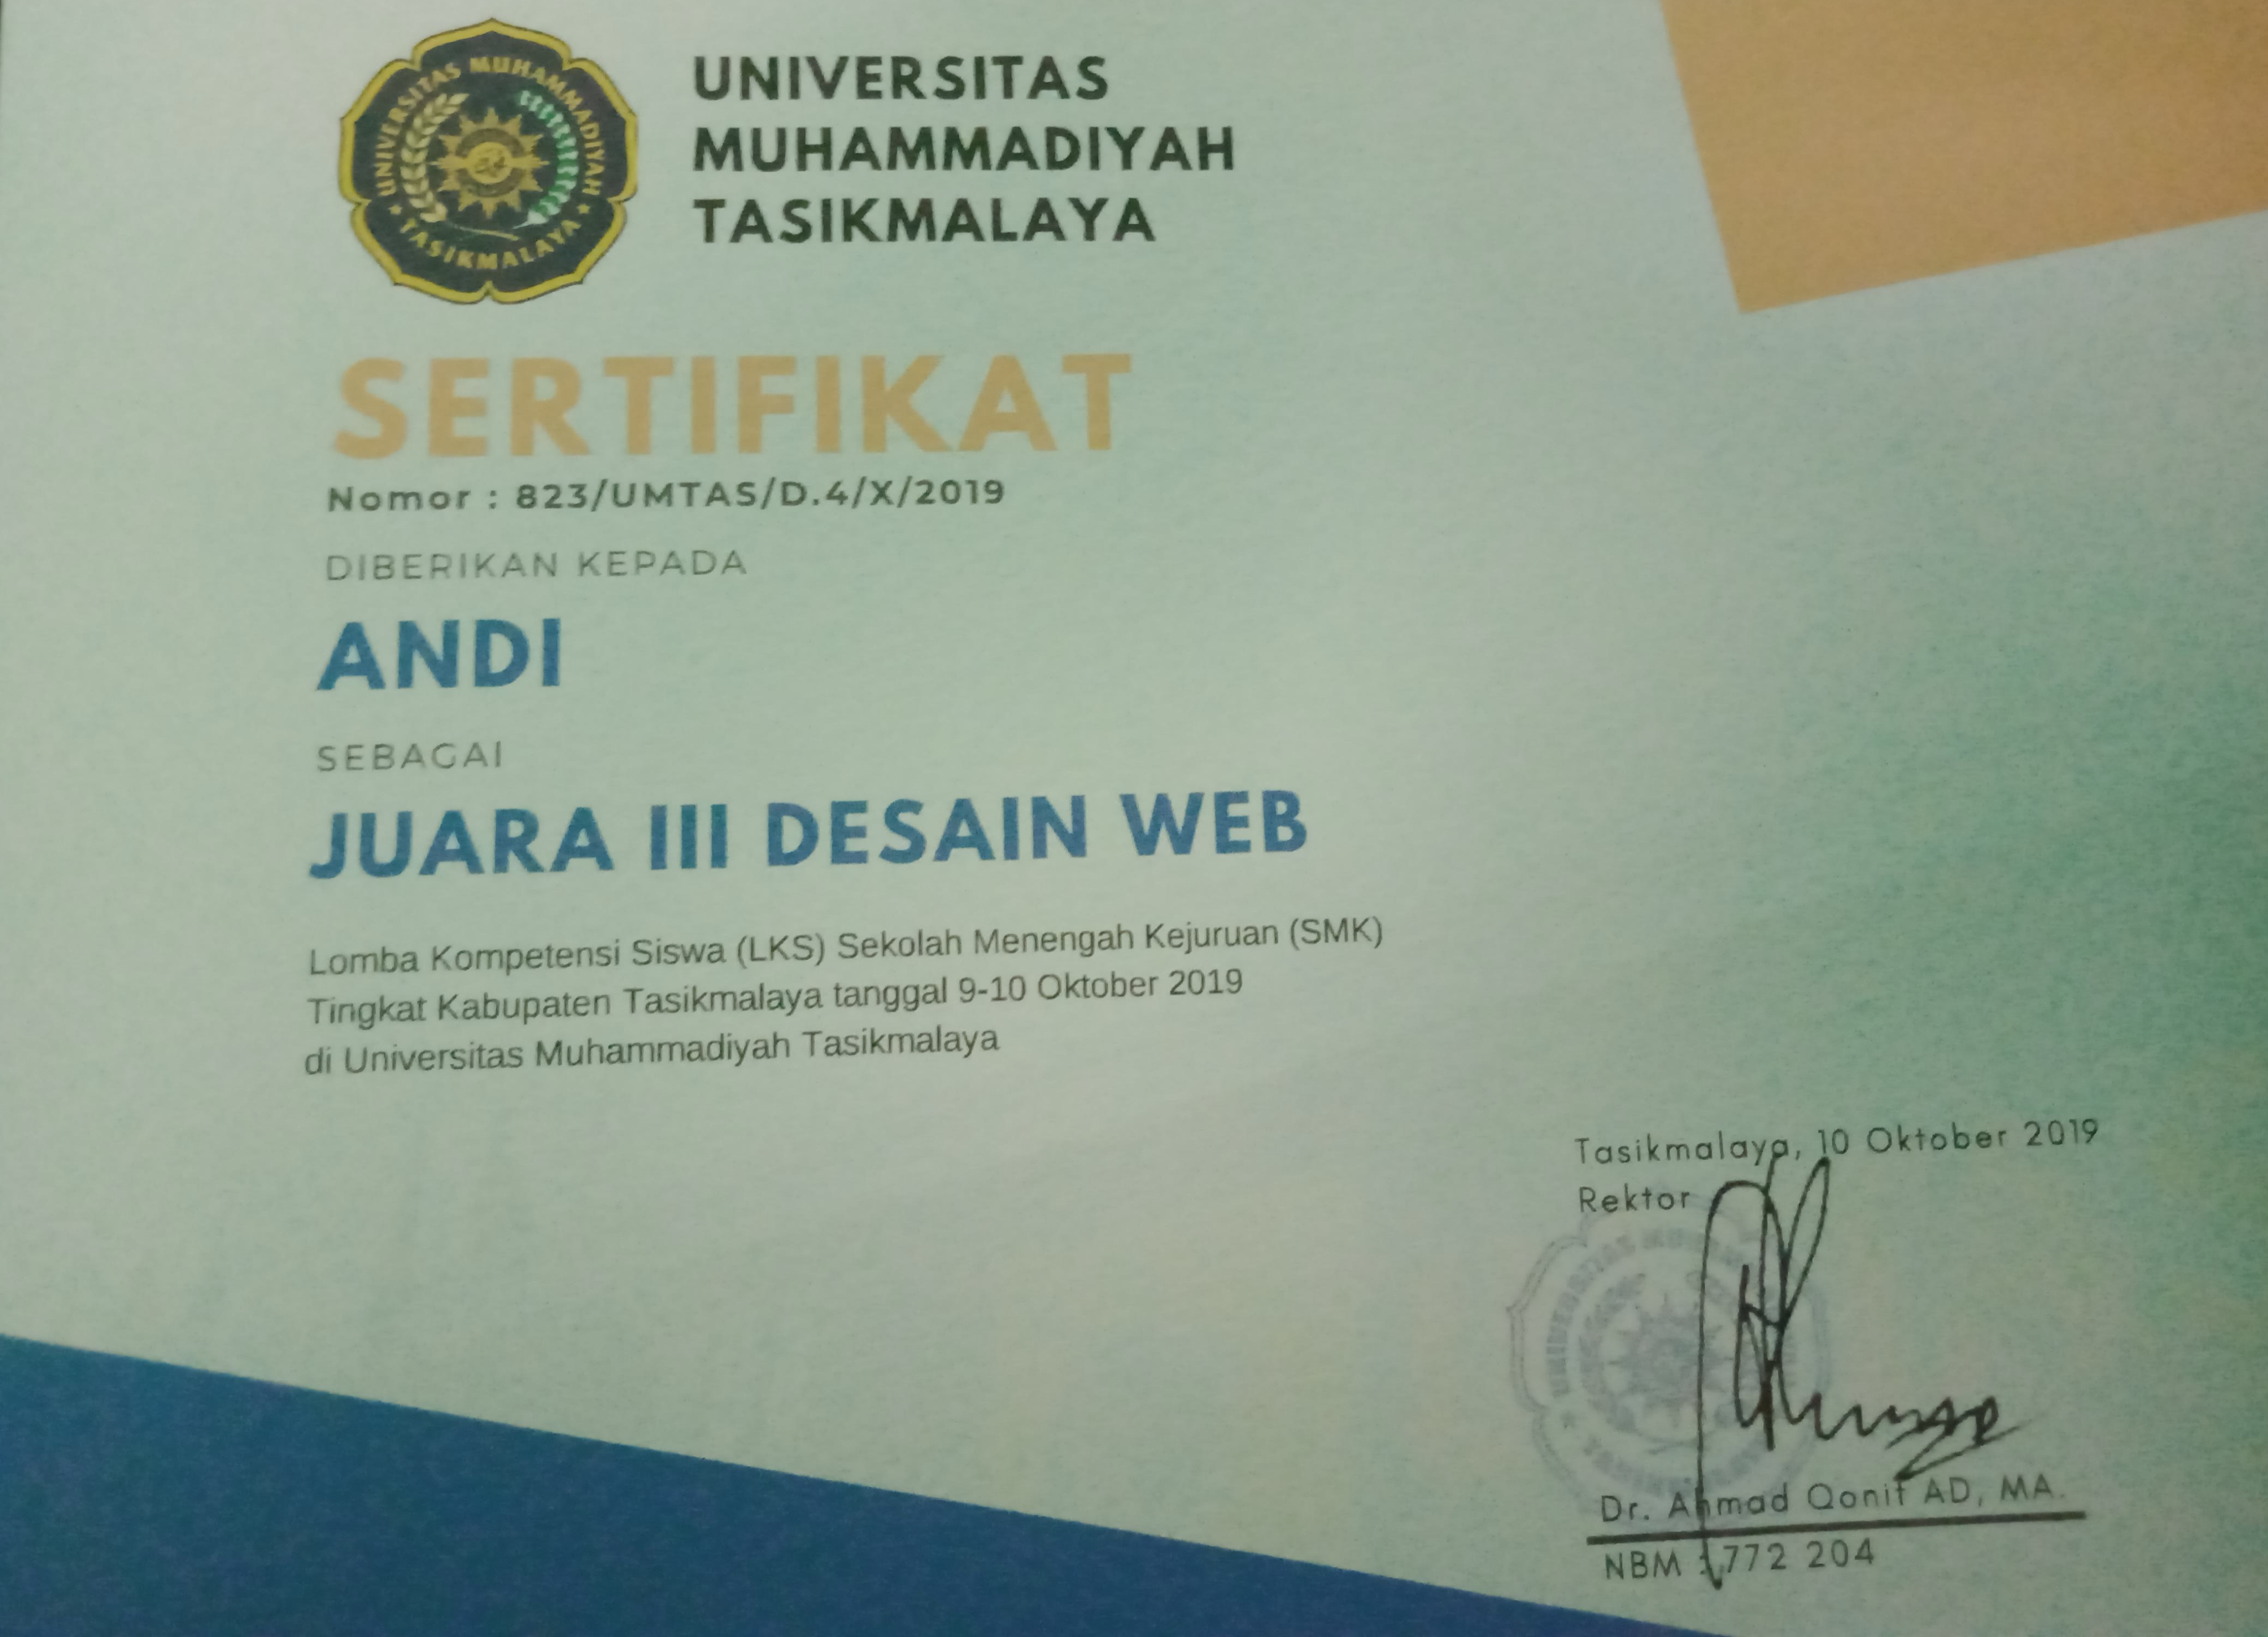 UNIVERSITAS MUHAMMADIYAH
TASIKMALAYA
UNIVERSITAS
MUHAMMADIYAH
TASIKMALAYA
SERTIFIKAT
Nomor : 823/UMTAS/D.4/X/2019
DIBERIKAN KEPADA
ANDI
SEBAGAI
JUARA III DESAIN WEB
Lomba Kompetensi Siswa (LKS) Sekolah Menengah Kejuruan (SMK)
Tingkat Kabupaten Tasikmalaya tanggal 9-10 Oktober 2019
di Universitas Muhammadiyah Tasikmalaya
Tasikmalaya, 10 Oktober 2019
Rektor
Dr. Ahmad Qonit AD, MA.
NBM : 772 204